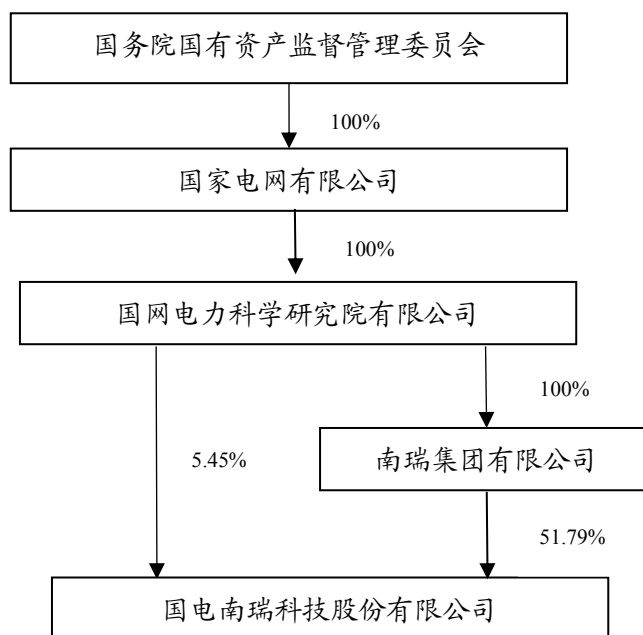 国务院国有资产监督管理委员会
100%
国家电网有限公司
100%
国网电力科学研究院有限公司
100%
5.45%
南瑞集团有限公司
51.79%
国电南瑞科技股份有限公司